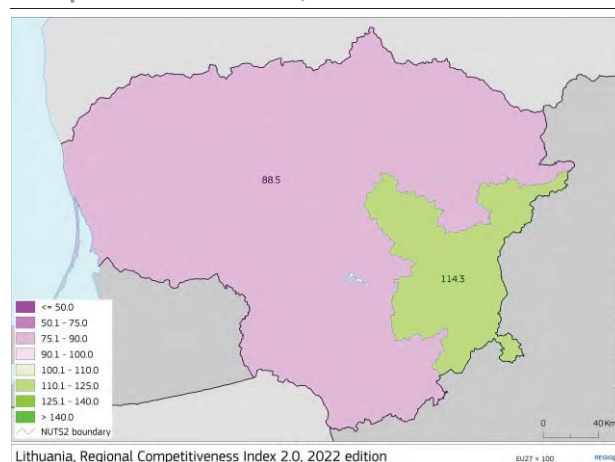 88.5
114.3
<= 50.0
50.1 - 75.0
75.1 - 90.0
90.1 - 100.0
100.1 - 110.0
110.1 - 125.0
125.1 - 140.0
> 140.0
NUTS2 boundary
0 40 Km
Lithuania, Regional Competitiveness Index 2.0, 2022 edition
EU27 = 100